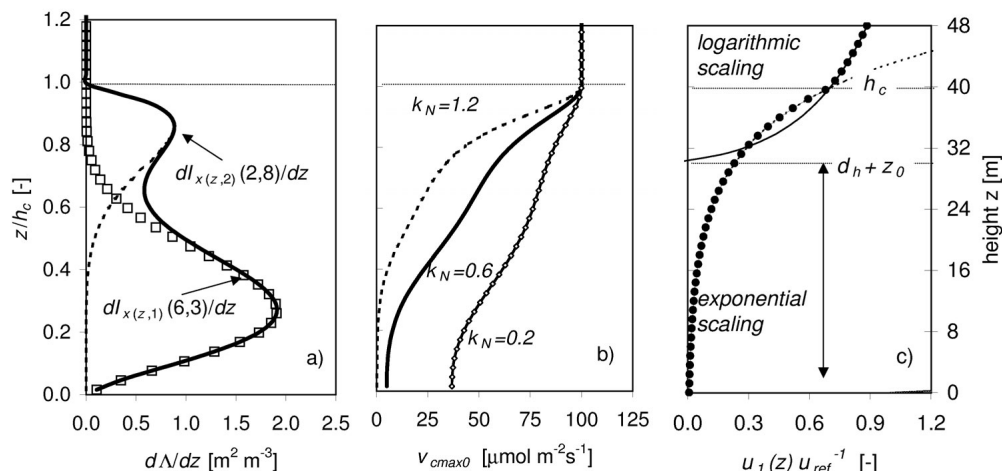 1.2
1.0
0.8
0.6
0.4
0.2
0.0
z/h_c [-]
dI_x(z,2)(2,8)/dz
dI_x(z,1)(6,3)/dz
a)
0.0 0.5 1.0 1.5 2.0 2.5
dΛ/dz [m² m⁻³]
k_N=1.2
k_N=0.6
k_N=0.2
b)
0 25 50 75 100 125
v_cmax0 [μmol m⁻²s⁻¹]
logarithmic
scaling
h_c
d_h + z_0
exponential
scaling
c)
0.0 0.3 0.6 0.9 1.2
u_1(z) u_ref⁻¹ [-]
48
40
32
24
16
8
0
height z [m]